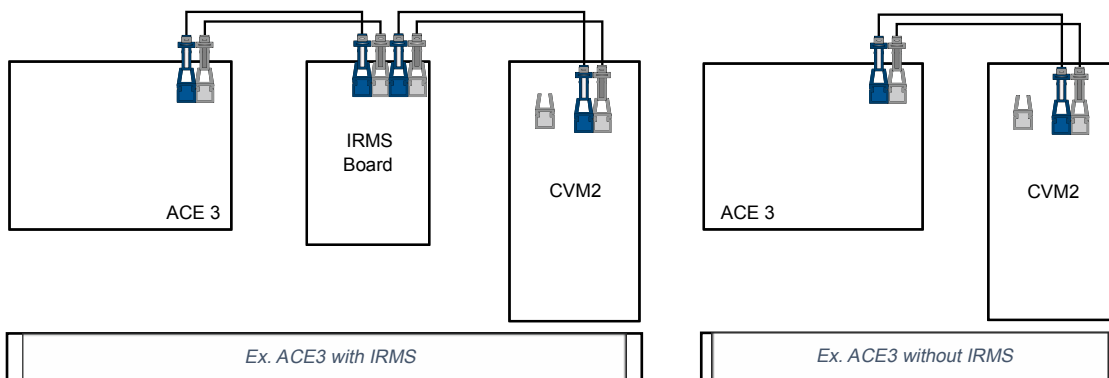 IRMS
Board
ACE 3
CVM2
Ex. ACE3 with IRMS
ACE 3
CVM2
Ex. ACE3 without IRMS